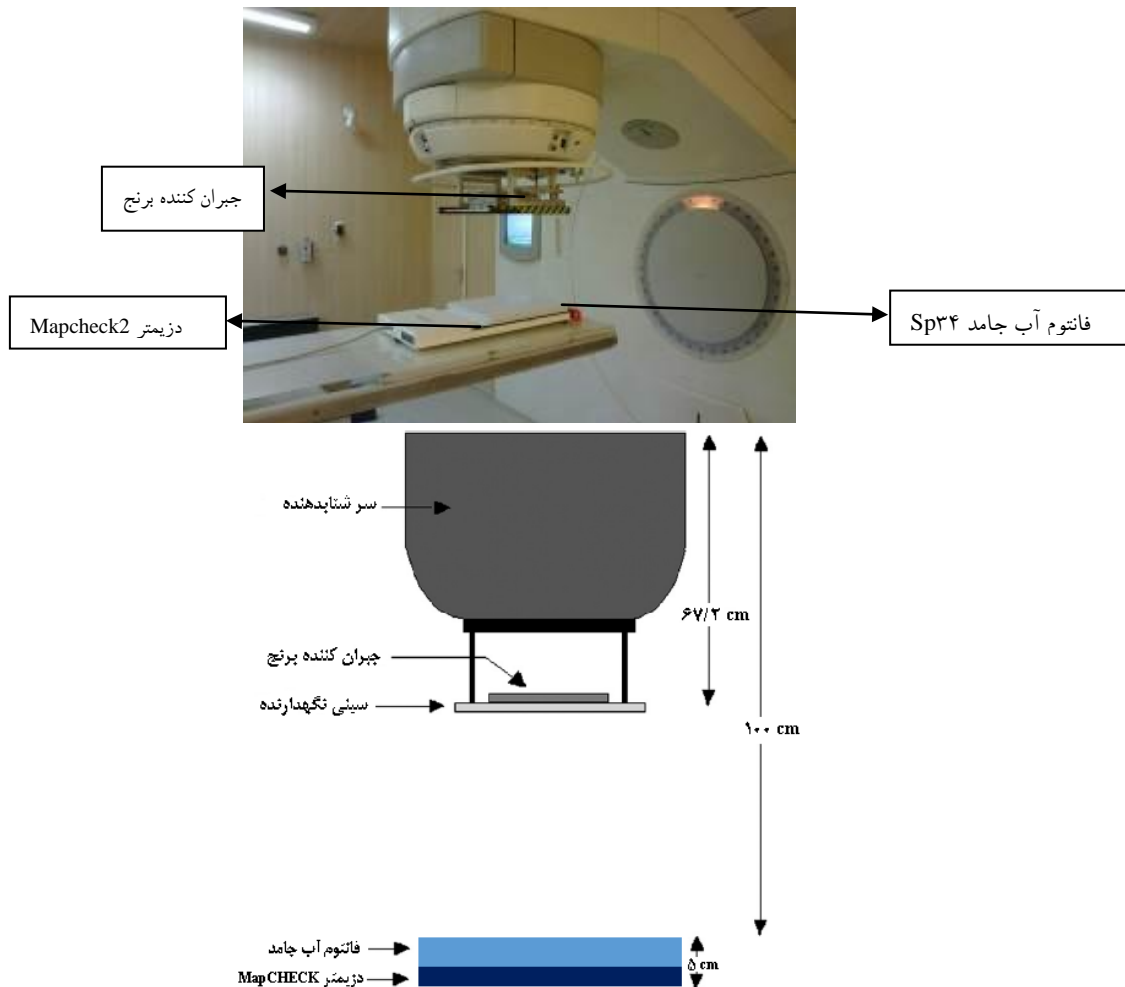 جبران کننده برنج
دزیمتر Mapcheck2
فانتوم آب جامد Sp۳۴
سر شتابدهنده
۶۷/۲ cm
جبران کننده برنج
سینی نگهدارنده
۱۰۰ cm
فانتوم آب جامد
۵ cm
دزیمتر MapCHECK